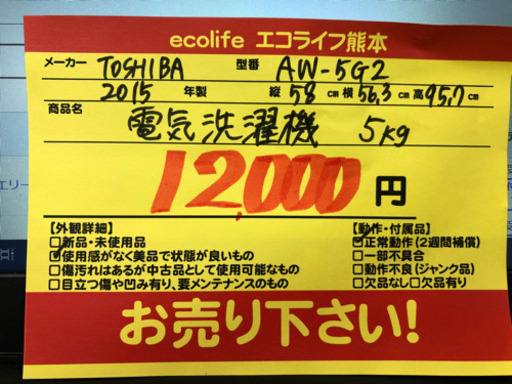 ecolife エコライフ熊本
メーカー TOSHIBA 型番 AW-5G2
2015 年製 縦 58 cm 横 56,3 cm 高 95,7 cm
商品名 電気洗濯機 5kg
12,000 円
【外観詳細】
□新品・未使用品
☑使用感がなく美品で状態が良いもの
□傷汚れはあるが中古品として使用可能なもの
□目立つ傷や凹み有り、要メンテナンスのもの
【動作・付属品】
☑正常動作(2週間補償)
□一部不具合
□動作不良(ジャンク品)
□欠品なし□欠品有り
お売り下さい!
エリー